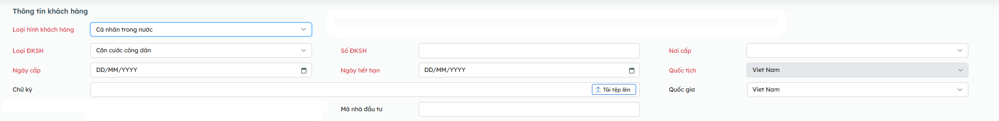 Thông tin khách hàng
Loại hình khách hàng Cá nhân trong nước
Loại ĐKSH Căn cước công dân Số ĐKSH Nơi cấp
Ngày cấp DD/MM/YYYY Ngày hết hạn DD/MM/YYYY Quốc tịch Viet Nam
Chữ ký Tải tệp lên Quốc gia Viet Nam
Mã nhà đầu tư